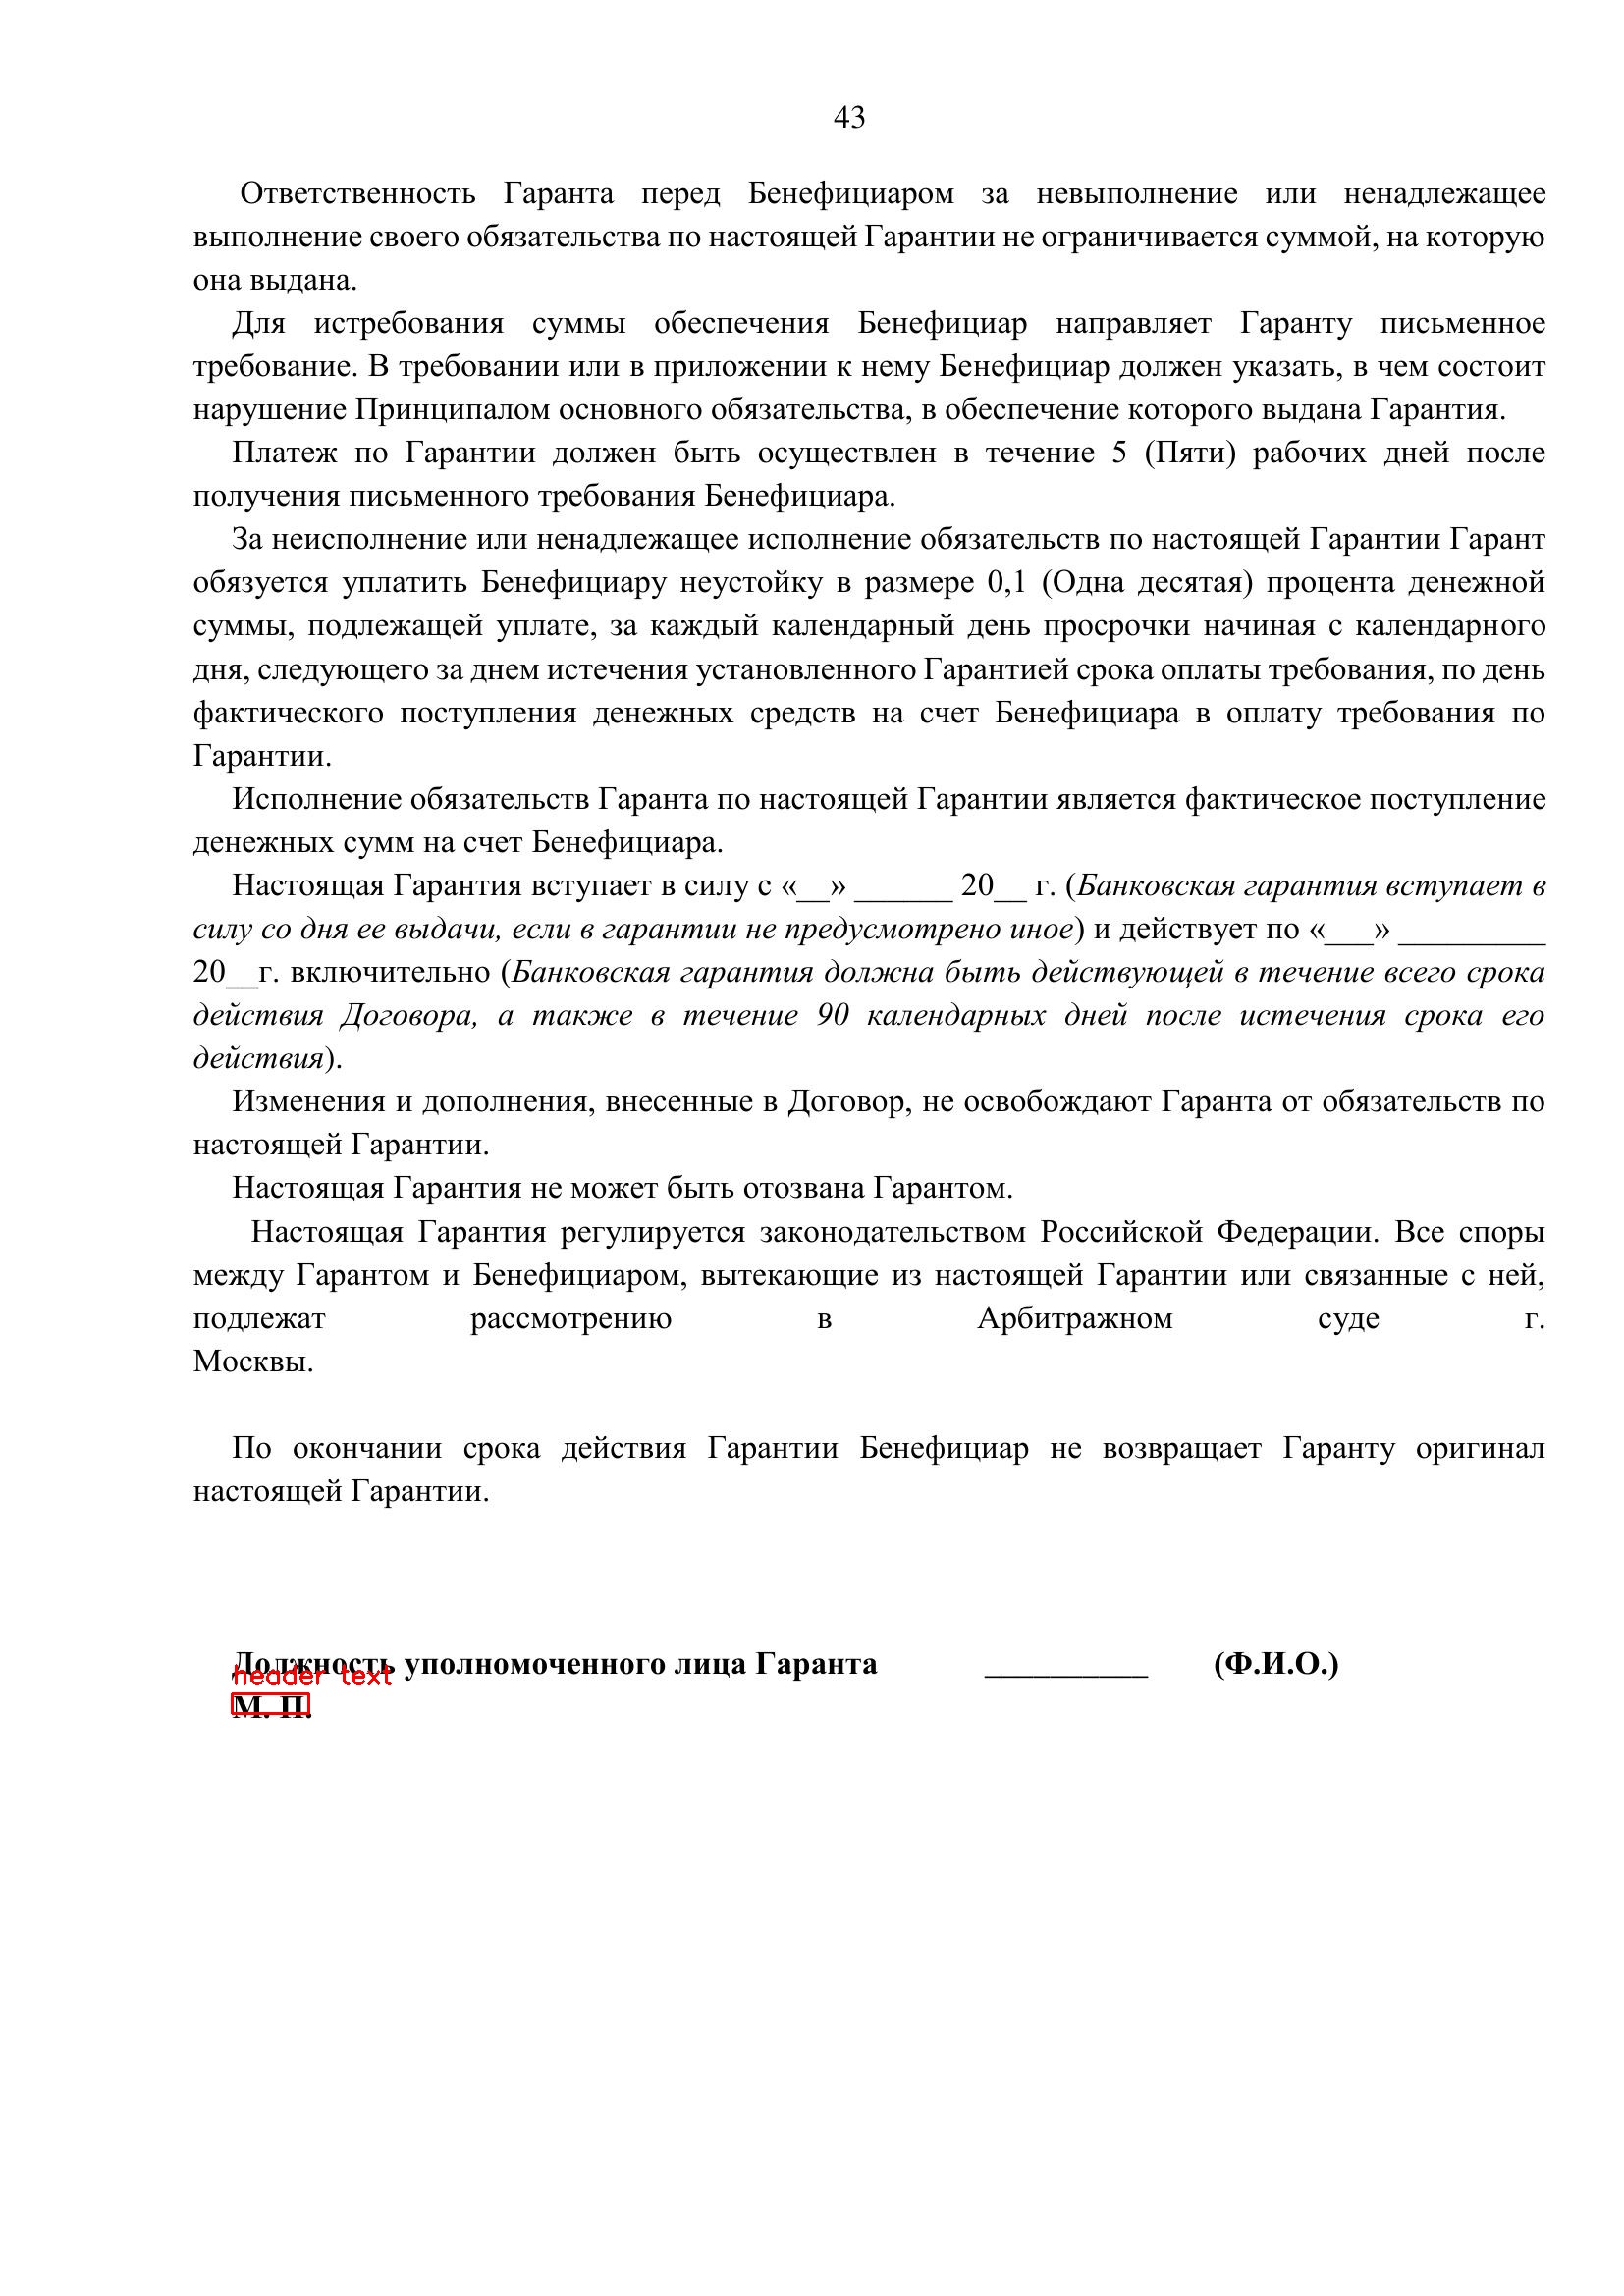 43
Ответственность Гаранта перед Бенефициаром за невыполнение или ненадлежащее
выполнение своего обязательства по настоящей Гарантии не ограничивается суммой, на которую
она выдана.
Для истребования суммы обеспечения Бенефициар направляет Гаранту письменное
требование. В требовании или в приложении к нему Бенефициар должен указать, в чем состоит
нарушение Принципалом основного обязательства, в обеспечение которого выдана Гарантия.
Платеж по Гарантии должен быть осуществлен в течение 5 (Пяти) рабочих дней после
получения письменного требования Бенефициара.
За неисполнение или ненадлежащее исполнение обязательств по настоящей Гарантии Гарант
обязуется уплатить Бенефициару неустойку в размере 0,1 (Одна десятая) процента денежной
суммы, подлежащей уплате, за каждый календарный день просрочки начиная с календарного
дня, следующего за днем истечения установленного Гарантией срока оплаты требования, по день
фактического поступления денежных средств на счет Бенефициара в оплату требования по
Гарантии.
Исполнение обязательств Гаранта по настоящей Гарантии является фактическое поступление
денежных сумм на счет Бенефициара.
Настоящая Гарантия вступает в силу с «__» ______ 20__ г. (Банковская гарантия вступает в
силу со дня ее выдачи, если в гарантии не предусмотрено иное) и действует по «___» _________
20__г. включительно (Банковская гарантия должна быть действующей в течение всего срока
действия Договора, а также в течение 90 календарных дней после истечения срока его
действия).
Изменения и дополнения, внесенные в Договор, не освобождают Гаранта от обязательств по
настоящей Гарантии.
Настоящая Гарантия не может быть отозвана Гарантом.
Настоящая Гарантия регулируется законодательством Российской Федерации. Все споры
между Гарантом и Бенефициаром, вытекающие из настоящей Гарантии или связанные с ней,
подлежат рассмотрению в Арбитражном суде г.
Москвы.
По окончании срока действия Гарантии Бенефициар не возвращает Гаранту оригинал
настоящей Гарантии.
Должность уполномоченного лица Гаранта __________ (Ф.И.О.)
header text
М. П.